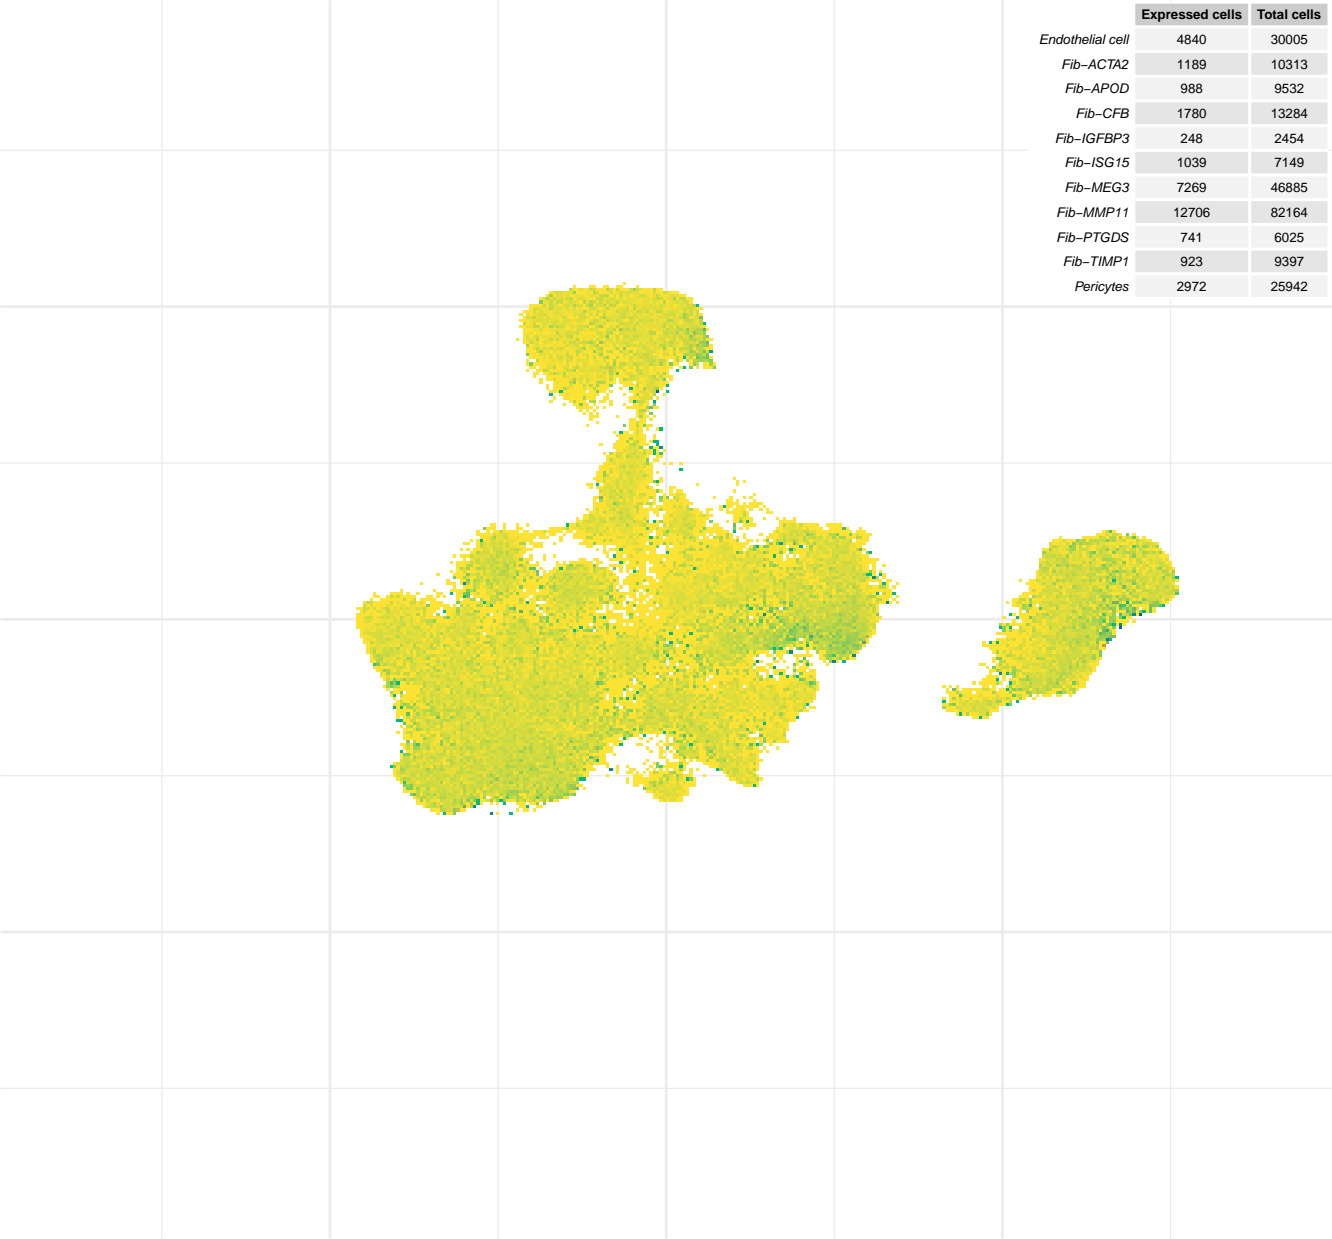 Expressed cells Total cells
Endothelial cell 4840 30005
Fib−ACTA2 1189 10313
Fib−APOD 988 9532
Fib−CFB 1780 13284
Fib−IGFBP3 248 2454
Fib−ISG15 1039 7149
Fib−MEG3 7269 46885
Fib−MMP11 12706 82164
Fib−PTGDS 741 6025
Fib−TIMP1 923 9397
Pericytes 2972 25942